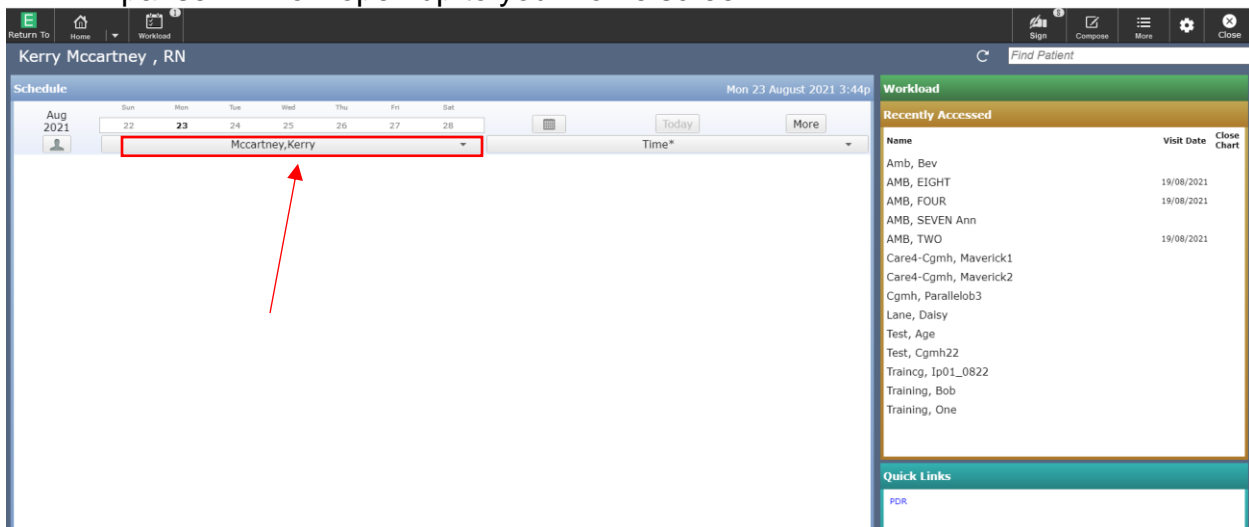 E
Return To
Home
1
Workload
8
Sign
Compose
More
Close
Kerry Mccartney , RN
Find Patient
Schedule
Mon 23 August 2021 3:44p
Aug
2021
Sun Mon Tue Wed Thu Fri Sat
22 23 24 25 26 27 28
Today
More
Mccartney,Kerry
Time*
Workload
Recently Accessed
Name Visit Date Close Chart
Amb, Bev
AMB, EIGHT 19/08/2021
AMB, FOUR 19/08/2021
AMB, SEVEN Ann
AMB, TWO 19/08/2021
Care4-Cgmh, Maverick1
Care4-Cgmh, Maverick2
Cgmh, Parallelob3
Lane, Daisy
Test, Age
Test, Cgmh22
Traincg, Ip01_0822
Training, Bob
Training, One
Quick Links
PDR